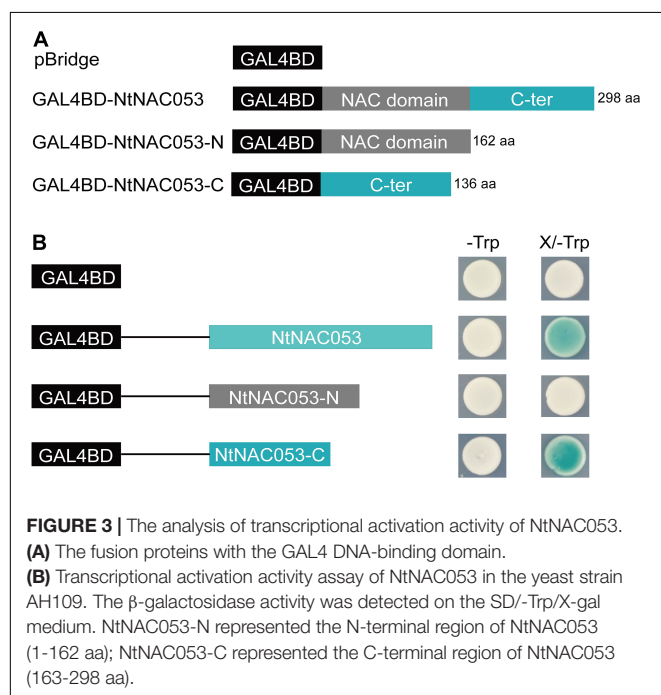 A
pBridge GAL4BD
GAL4BD-NtNAC053 GAL4BD NAC domain C-ter 298 aa
GAL4BD-NtNAC053-N GAL4BD NAC domain 162 aa
GAL4BD-NtNAC053-C GAL4BD C-ter 136 aa
B -Trp X/-Trp
GAL4BD
GAL4BD NtNAC053
GAL4BD NtNAC053-N
GAL4BD NtNAC053-C
FIGURE 3 | The analysis of transcriptional activation activity of NtNAC053.
(A) The fusion proteins with the GAL4 DNA-binding domain.
(B) Transcriptional activation activity assay of NtNAC053 in the yeast strain
AH109. The β-galactosidase activity was detected on the SD/-Trp/X-gal
medium. NtNAC053-N represented the N-terminal region of NtNAC053
(1-162 aa); NtNAC053-C represented the C-terminal region of NtNAC053
(163-298 aa).